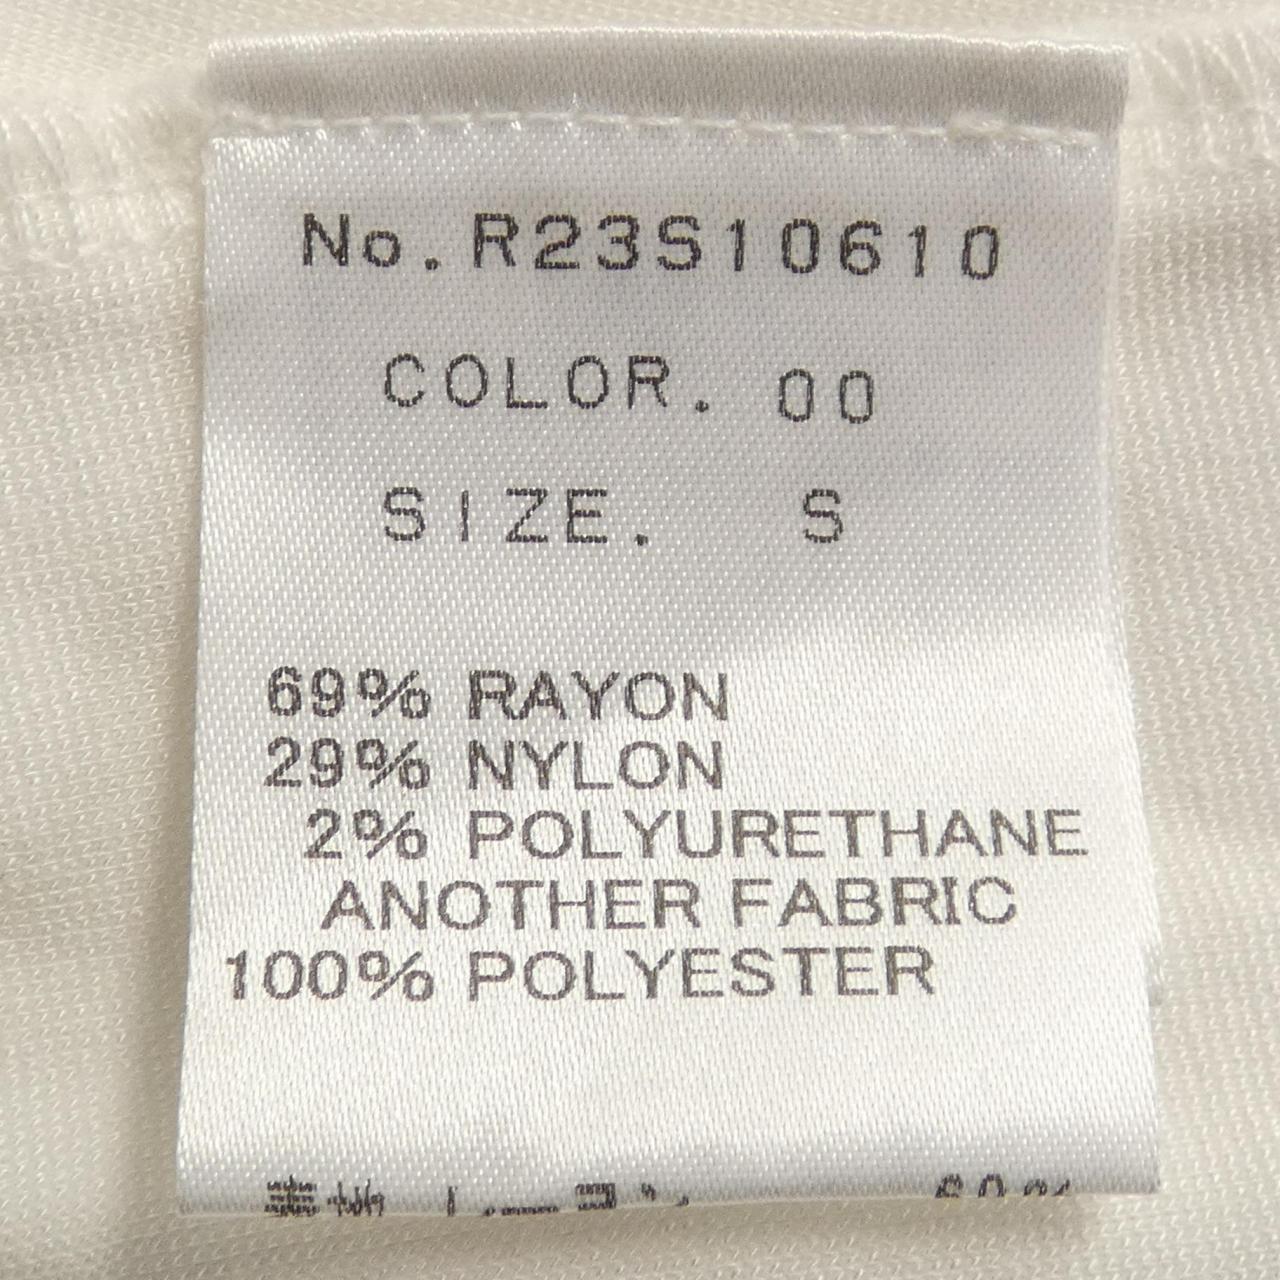 No.R23S10610
COLOR. 00
SIZE. S
69% RAYON
29% NYLON
2% POLYURETHANE
ANOTHER FABRIC
100% POLYESTER